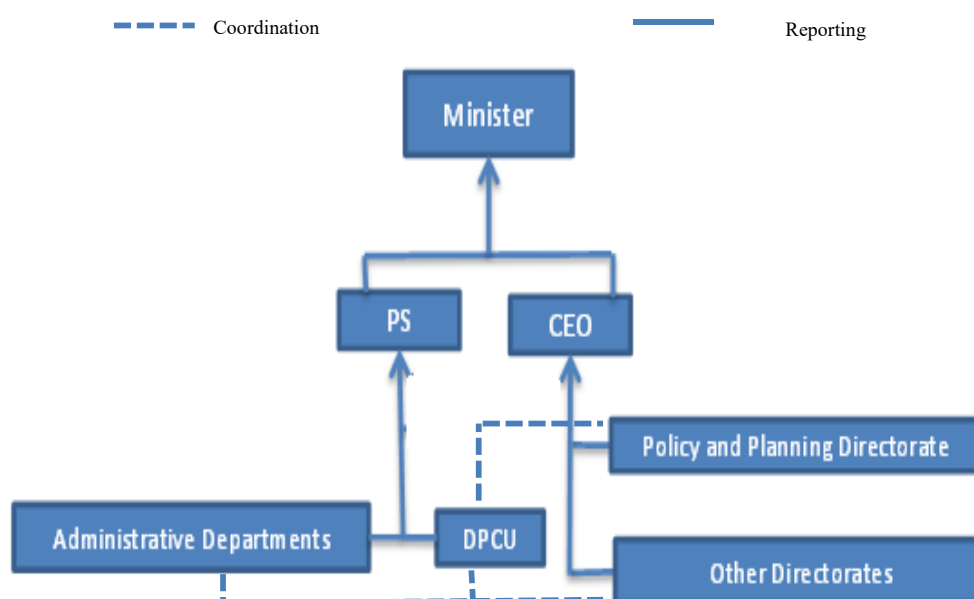 Coordination
Reporting
Minister
PS
CEO
Policy and Planning Directorate
Administrative Departments
DPCU
Other Directorates